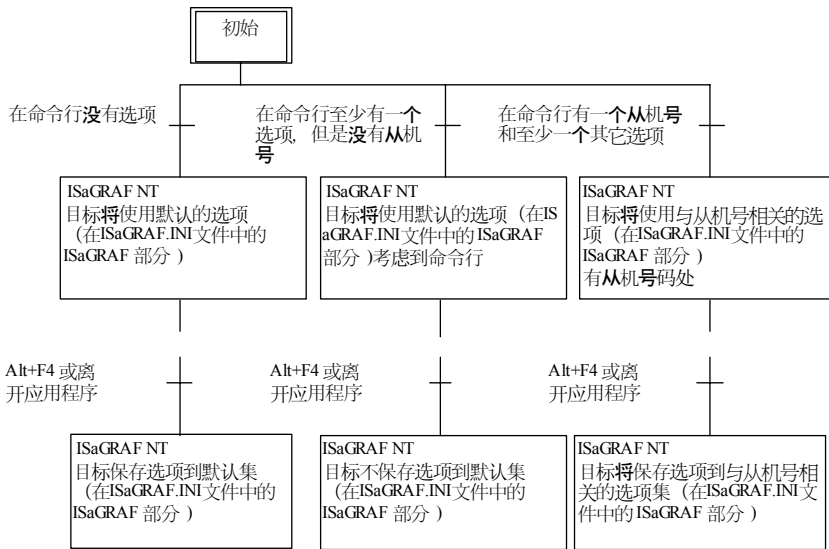 初始
在命令行没有选项
在命令行至少有一个
选项，但是没有从机
号
在命令行有一个从机号
和至少一个其它选项
ISaGRAF NT
目标将使用默认的选项
（在ISaGRAF.INI文件中的
ISaGRAF 部分 ）
ISaGRAF NT
目标将使用默认的选项（在IS
aGRAF.INI文件中的 ISaGRAF
部分 ）考虑到命令行
ISaGRAF NT
目标将使用与从机号相关的选
项（在ISaGRAF.INI文件中的
ISaGRAF 部分 ）
有从机号码处
Alt+F4 或离
开应用程序
Alt+F4 或离
开应用程序
Alt+F4 或离
开应用程序
ISaGRAF NT
目标保存选项到默认集
（在ISaGRAF.INI文件中的
ISaGRAF 部分 ）
ISaGRAF NT
目标不保存选项到默认集
（在ISaGRAF.INI文件中的
ISaGRAF 部分 ）
ISaGRAF NT
目标将保存选项到与从机号相
关的选项集（在ISaGRAF.INI文
件中的 ISaGRAF 部分 ）